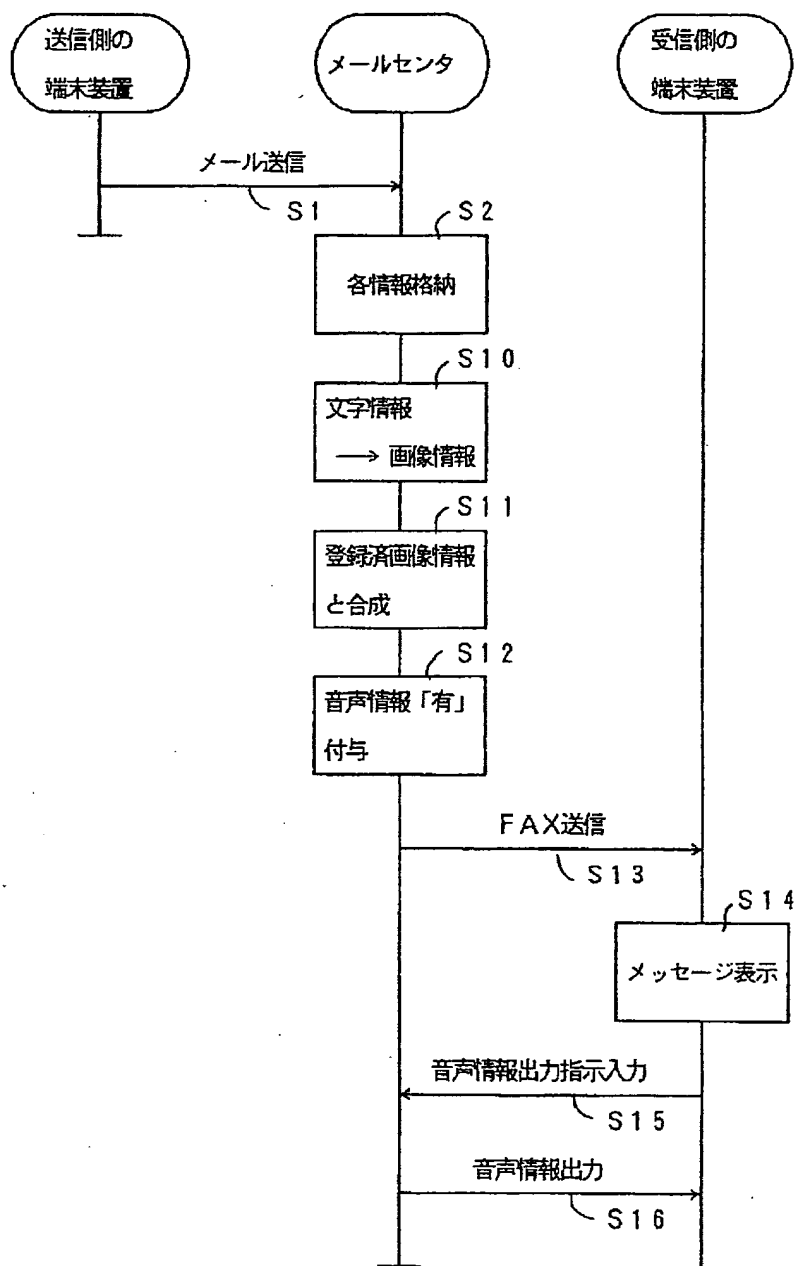 送信側の
端末装置
メールセンタ
受信側の
端末装置
メール送信
S1
S2
各情報格納
S10
文字情報
→ 画像情報
S11
登録済画像情報
と合成
S12
音声情報「有」
付与
FAX送信
S13
S14
メッセージ表示
音声情報出力指示入力
S15
音声情報出力
S16